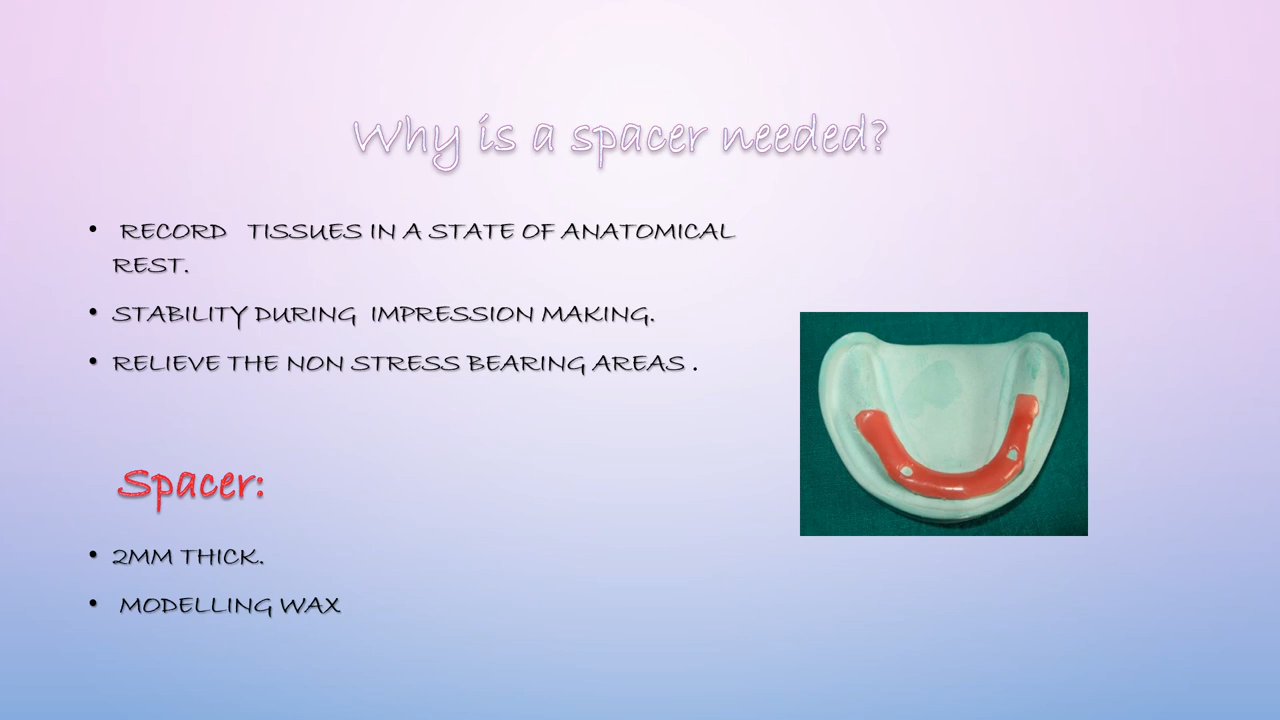 Why is a spacer needed?
• RECORD TISSUES IN A STATE OF ANATOMICAL
REST.
• STABILITY DURING IMPRESSION MAKING.
• RELIEVE THE NON STRESS BEARING AREAS .
Spacer:
• 2MM THICK.
• MODELLING WAX